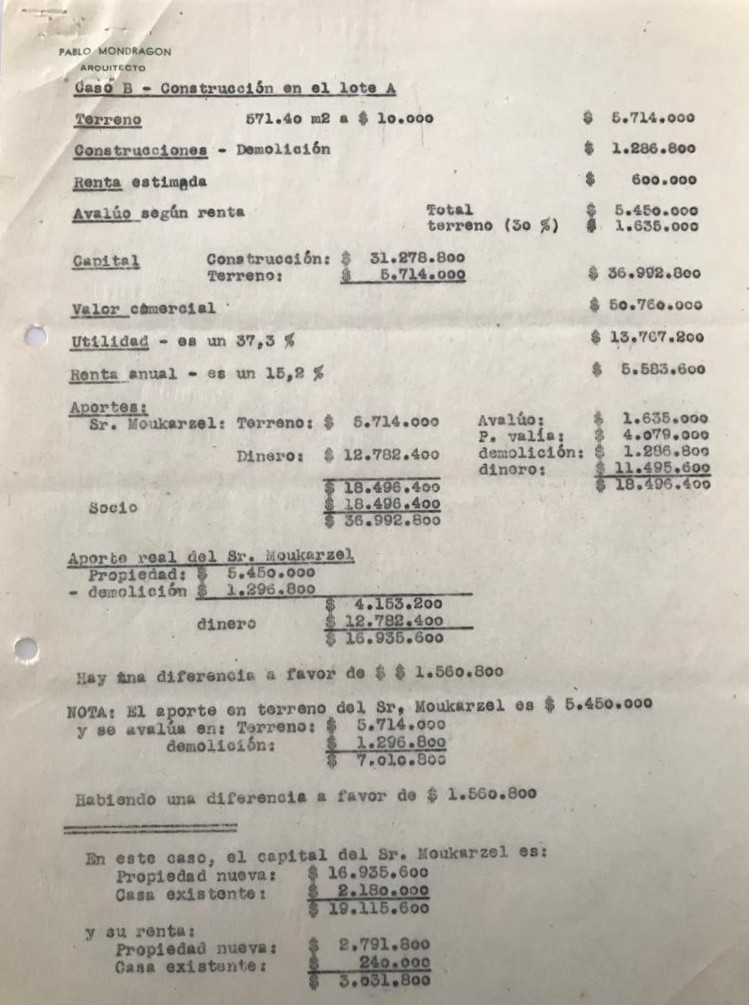 PABLO MONDRAGON
ARQUITECTO
Caso B - Construcción en el lote A
Terreno 571.40 m2 a $ 10.000 $ 5.714.000
Construcciones - Demolición $ 1.286.800
Renta estimada $ 600.000
Avalúo según renta Total $ 5.450.000
terreno (30 %) $ 1.635.000
Capital Construcción: $ 31.278.800
Terreno: $ 5.714.000 $ 36.992.800
Valor comercial $ 50.760.000
Utilidad - es un 37,3 % $ 13.767.200
Renta anual - es un 15,2 % $ 5.583.600
Aportes:
Sr. Moukarzel: Terreno: $ 5.714.000 Avalúo: $ 1.635.000
P. valía: $ 4.079.000
Dinero: $ 12.782.400 demolición: $ 1.286.800
dinero: $ 11.495.600
$ 18.496.400 $ 18.496.400
Socio $ 18.496.400
$ 36.992.800
Aporte real del Sr. Moukarzel
Propiedad: $ 5.450.000
- demolición $ 1.296.800
$ 4.153.200
dinero $ 12.782.400
$ 16.935.600
Hay una diferencia a favor de $ $ 1.560.800
NOTA: El aporte en terreno del Sr, Moukarzel es $ 5.450.000
y se avalúa en: Terreno: $ 5.714.000
demolición: $ 1.296.800
$ 7.010.800
Habiendo una diferencia a favor de $ 1.560.800
En este caso, el capital del Sr. Moukarzel es:
Propiedad nueva: $ 16.935.600
Casa existente: $ 2.180.000
$ 19.115.600
y su renta:
Propiedad nueva: $ 2.791.800
Casa existente: $ 240.000
$ 3.031.800